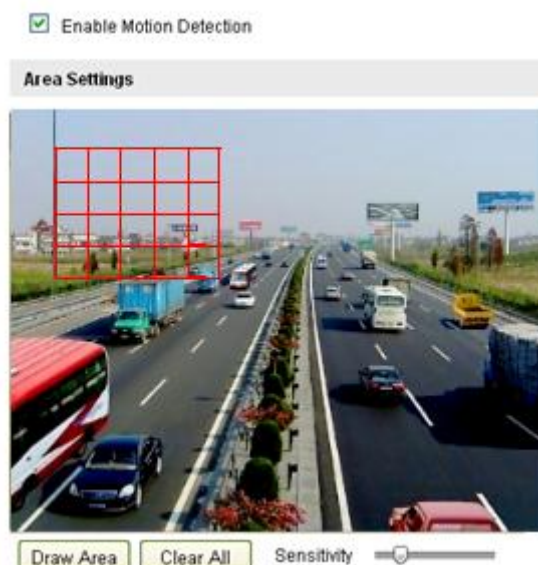 Enable Motion Detection
Area Settings
Draw Area
Clear All
Sensitivity